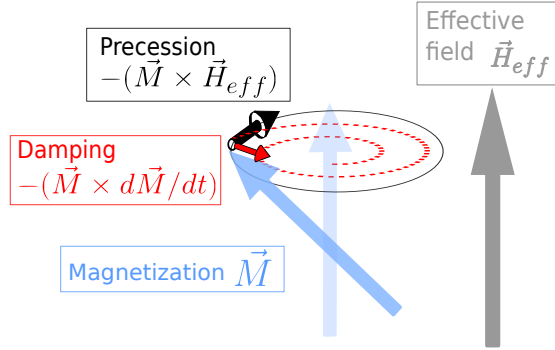 Effective
field $\vec{H}_{eff}$
Precession
$-(\vec{M} \times \vec{H}_{eff})$
Damping
$-(\vec{M} \times d\vec{M}/dt)$
Magnetization $\vec{M}$